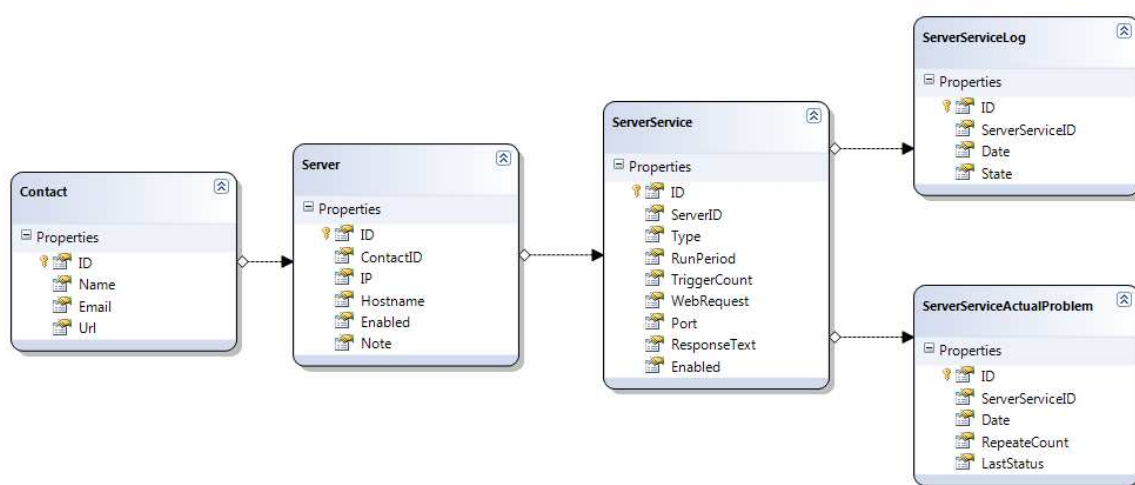 Contact
Properties
ID
Name
Email
Url
Server
Properties
ID
ContactID
IP
Hostname
Enabled
Note
ServerService
Properties
ID
ServerID
Type
RunPeriod
TriggerCount
WebRequest
Port
ResponseText
Enabled
ServerServiceLog
Properties
ID
ServerServiceID
Date
State
ServerServiceActualProblem
Properties
ID
ServerServiceID
Date
RepeateCount
LastStatus